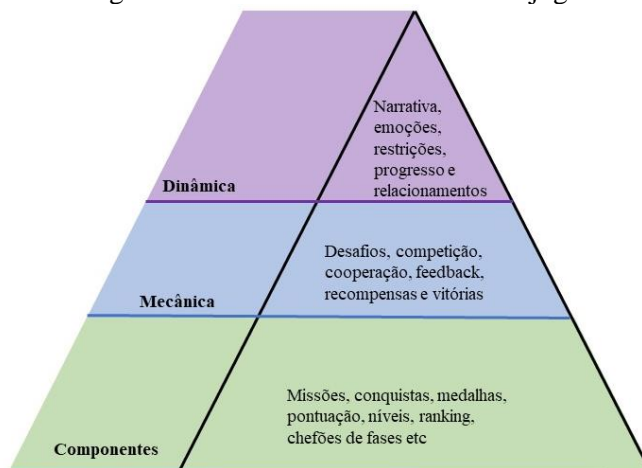 jog
Narrativa,
emoções,
restrições,
progresso e
relacionamentos
Dinâmica
Desafios, competição,
cooperação, feedback,
recompensas e vitórias
Mecânica
Missões, conquistas, medalhas,
pontuação, níveis, ranking,
chefões de fases etc
Componentes